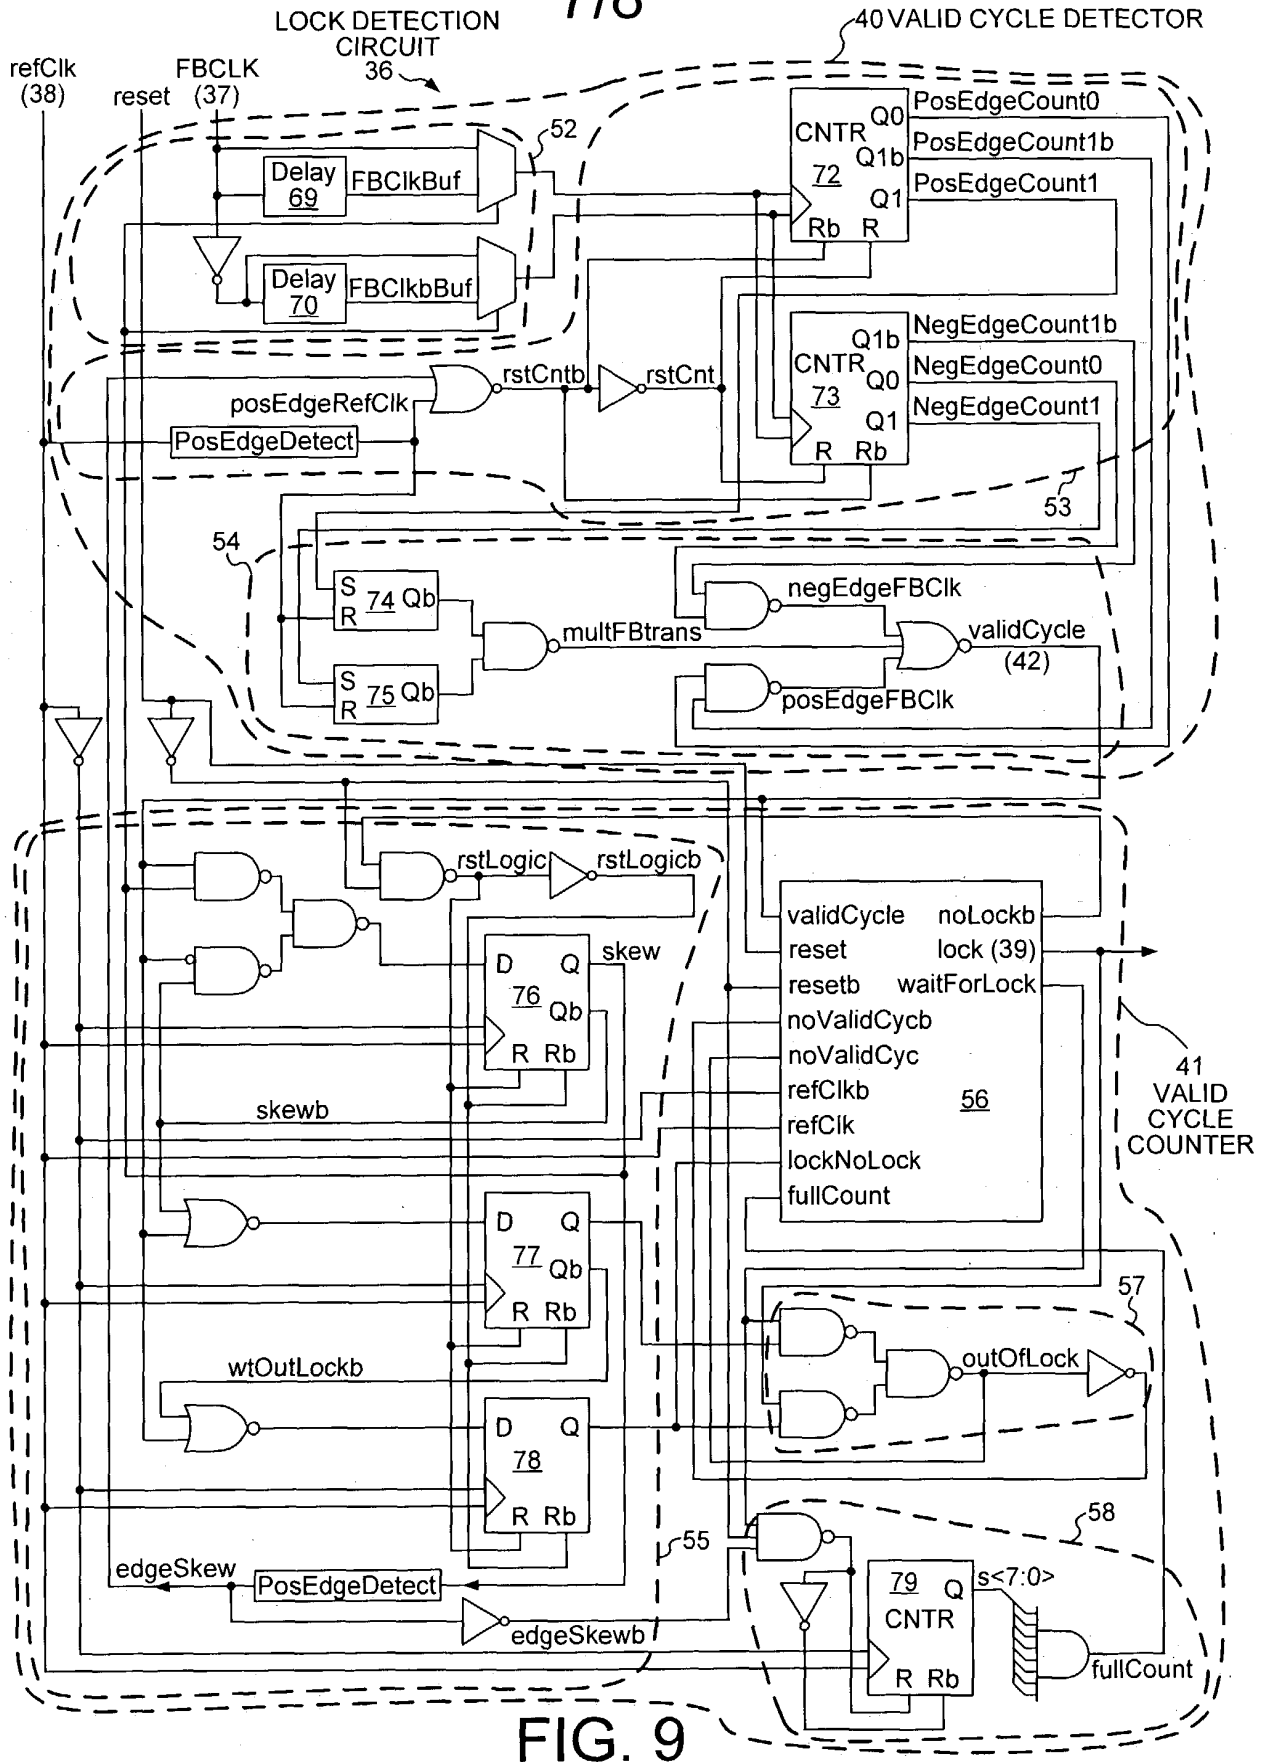 7/8
LOCK DETECTION
CIRCUIT
36
40 VALID CYCLE DETECTOR
refClk
(38)
reset
FBCLK
(37)
52
Delay
69
FBClkBuf
Delay
70
FBClkbBuf
CNTR
72
Q0
Q1b
Q1
Rb R
PosEdgeCount0
PosEdgeCount1b
PosEdgeCount1
CNTR
73
Q1b
Q0
Q1
R Rb
NegEdgeCount1b
NegEdgeCount0
NegEdgeCount1
rstCntb
rstCnt
posEdgeRefClk
PosEdgeDetect
53
54
S
R
74
Qb
S
R
75
Qb
multFBtrans
negEdgeFBClk
posEdgeFBClk
validCycle
(42)
rstLogic
rstLogicb
D Q
76
Qb
R Rb
skew
skewb
validCycle
reset
resetb
noValidCycb
noValidCyc
refClkb
refClk
lockNoLock
fullCount
noLockb
lock (39)
waitForLock
56
41
VALID
CYCLE
COUNTER
D Q
77
Qb
R Rb
wtOutLockb
D Q
78
R Rb
57
outOfLock
55
58
edgeSkew
PosEdgeDetect
edgeSkewb
79
Q
CNTR
R Rb
s<7:0>
fullCount
FIG. 9